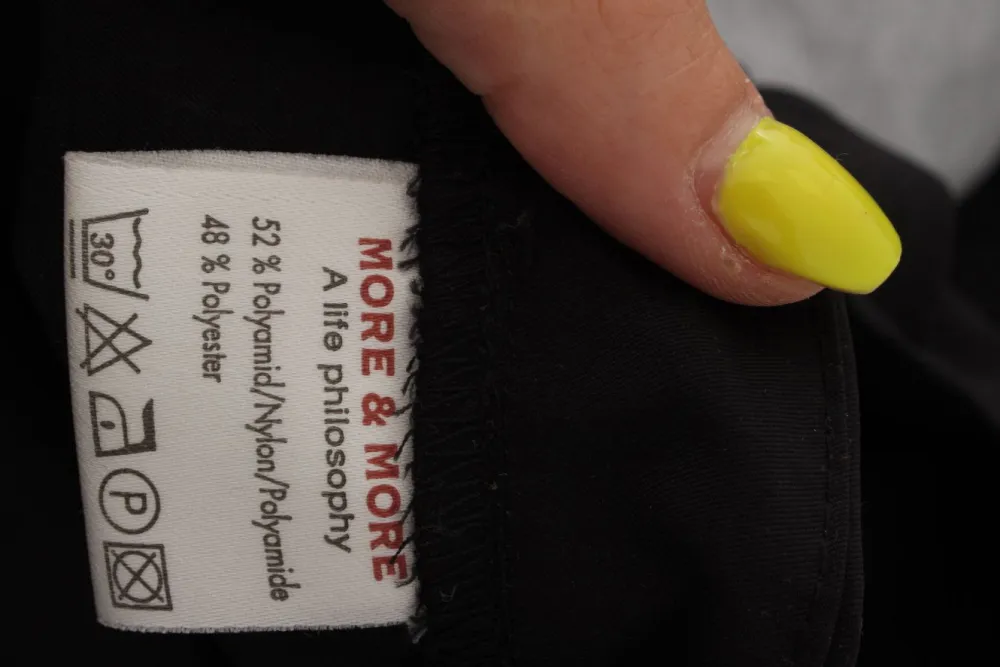 MORE & MORE
A life philosophy
52 % Polyamid/Nylon/Polyamide
48 % Polyester
30°
P